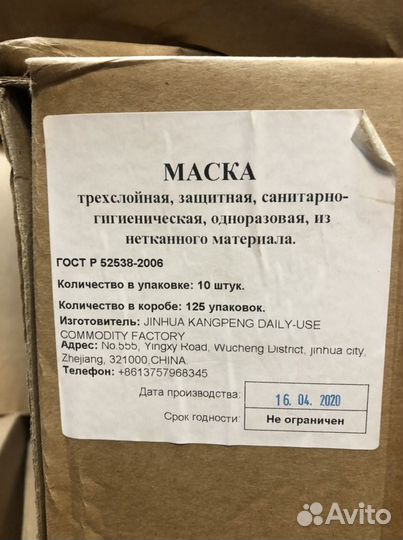 МАСКА
трехслойная, защитная, санитарно-
гигиеническая, одноразовая, из
нетканного материала.
ГОСТ Р 52538-2006
Количество в упаковке: 10 штук.
Количество в коробе: 125 упаковок.
Изготовитель: JINHUA KANGPENG DAILY-USE
COMMODITY FACTORY
Адрес: No.555, Yingxy Road, Wucheng District, jinhua city,
Zhejiang, 321000,CHINA.
Телефон: +8613757968345
Дата производства: 16. 04. 2020
Срок годности: Не ограничен
Avito